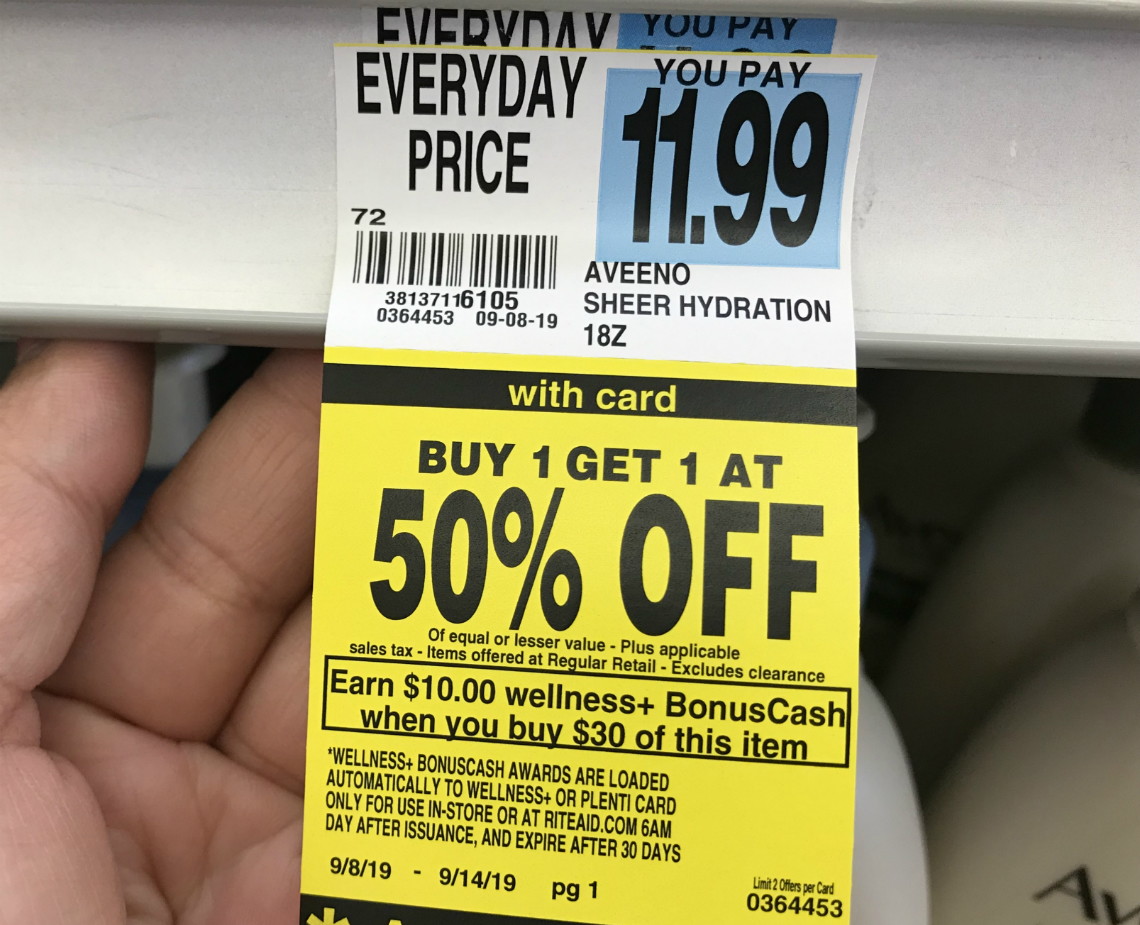 EVERYDAY
YOU PAY
EVERYDAY
PRICE
YOU PAY
11.99
72
38137116105
0364453 09-08-19
AVEENO
SHEER HYDRATION
18Z
with card
BUY 1 GET 1 AT
50% OFF
Of equal or lesser value - Plus applicable
sales tax - Items offered at Regular Retail - Excludes clearance
Earn $10.00 wellness+ BonusCash
when you buy $30 of this item
*WELLNESS+ BONUSCASH AWARDS ARE LOADED
AUTOMATICALLY TO WELLNESS+ OR PLENTI CARD
ONLY FOR USE IN-STORE OR AT RITEAID.COM 6AM
DAY AFTER ISSUANCE, AND EXPIRE AFTER 30 DAYS
9/8/19 - 9/14/19 pg 1
Limit 2 Offers per Card
0364453
Av